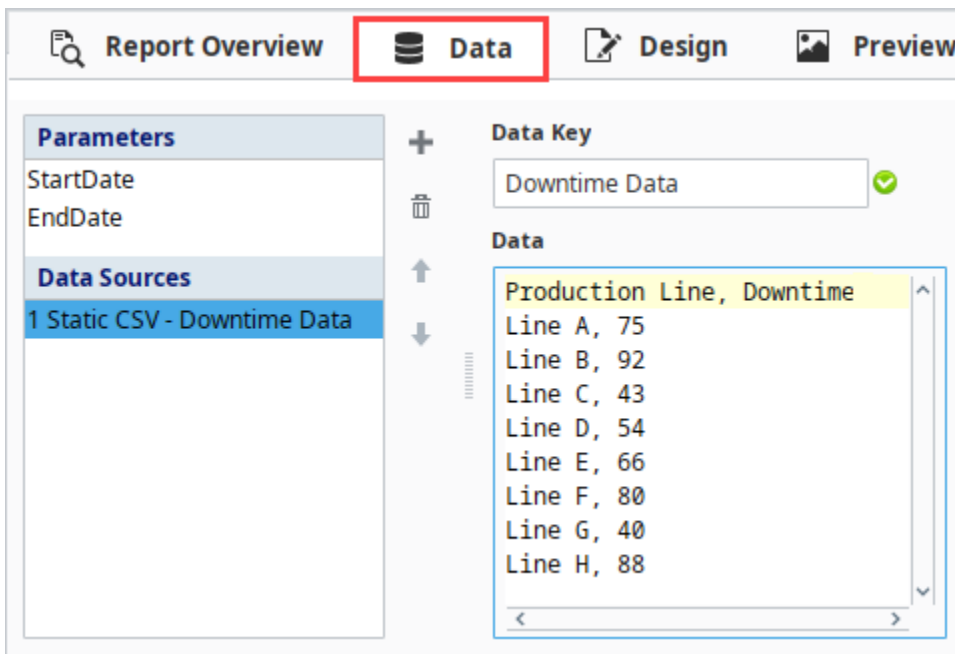 Report Overview Data Design Preview
Parameters
StartDate
EndDate
Data Sources
1 Static CSV - Downtime Data
Data Key
Downtime Data
Data
Production Line, Downtime
Line A, 75
Line B, 92
Line C, 43
Line D, 54
Line E, 66
Line F, 80
Line G, 40
Line H, 88